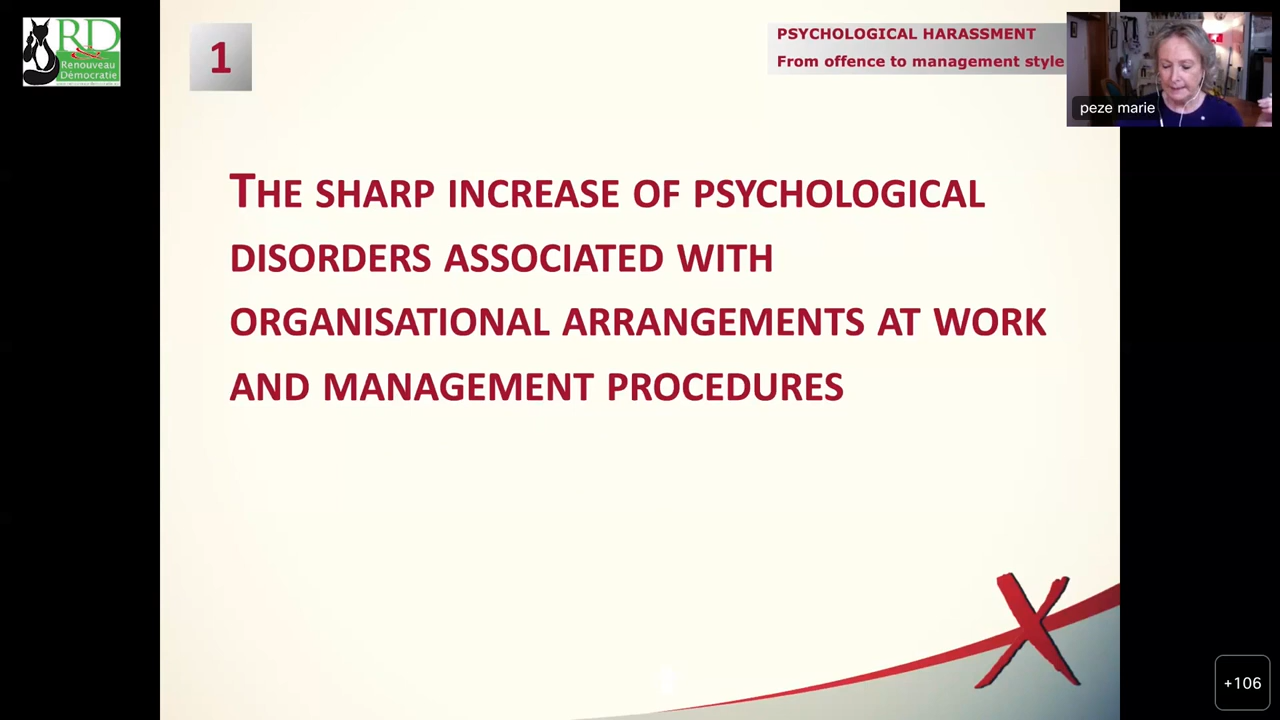 RD
Renouveau
Démocratie
1
PSYCHOLOGICAL HARASSMENT
From offence to management style
peze marie
THE SHARP INCREASE OF PSYCHOLOGICAL
DISORDERS ASSOCIATED WITH
ORGANISATIONAL ARRANGEMENTS AT WORK
AND MANAGEMENT PROCEDURES
+106